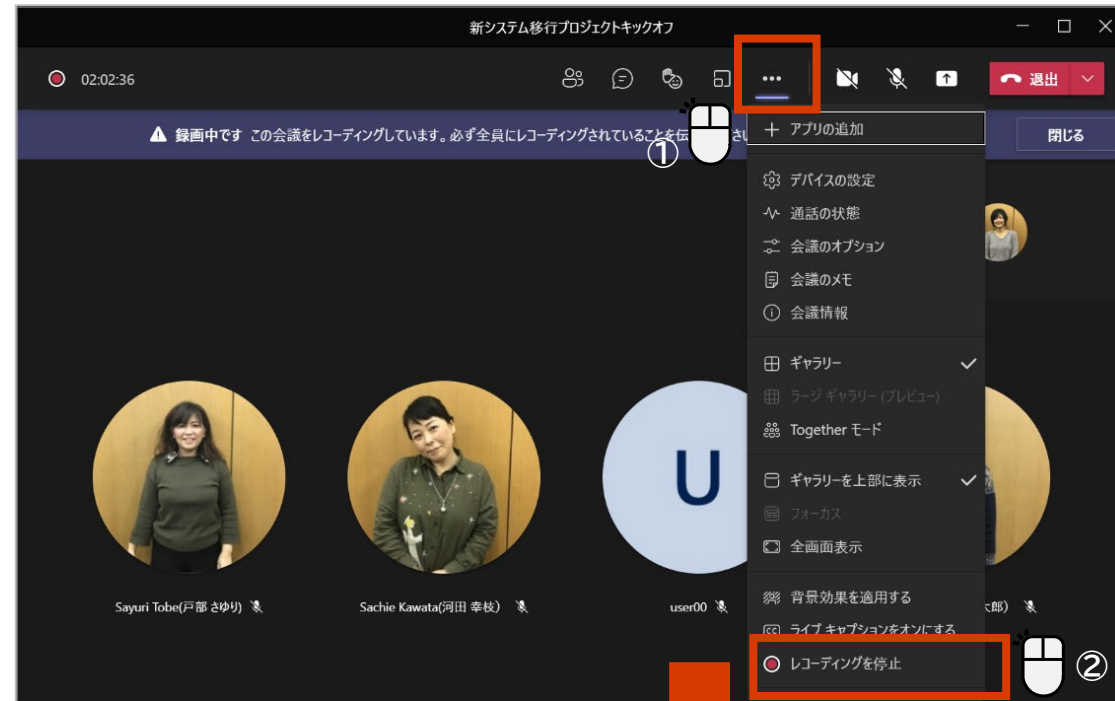 新システム移行プロジェクトキックオフ
02:02:36
退出
録画中です この会議をレコーディングしています。必ず全員にレコーディングされていることを伝
閉じる
①
アプリの追加
デバイスの設定
通話の状態
会議のオプション
会議のメモ
会議情報
ギャラリー
ラージ ギャラリー (プレビュー)
Together モード
ギャラリーを上部に表示
フォーカス
全画面表示
背景効果を適用する
CC ライブ キャプションをオンにする
レコーディングを停止
②
U
Sayuri Tobe(戸部 さゆり)
Sachie Kawata(河田 幸枝)
user00
太郎)